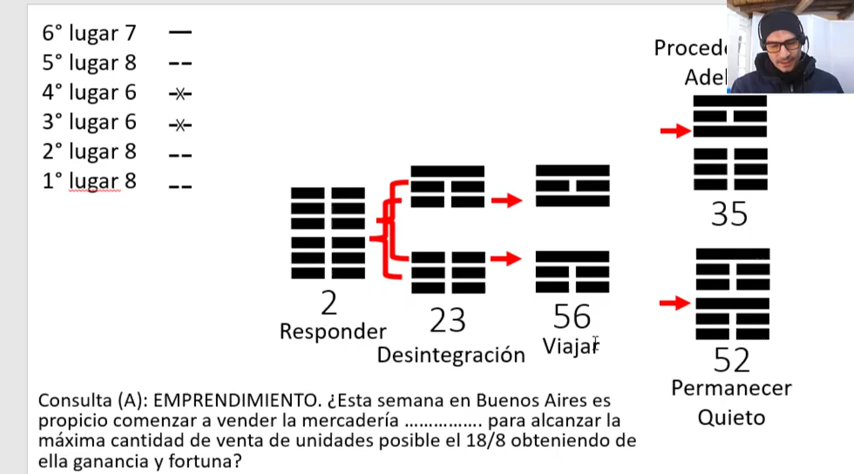 6° lugar 7
5° lugar 8
4° lugar 6
3° lugar 6
2° lugar 8
1° lugar 8
2
Responder
23
Desintegración
56
Viajar
35
52
Permanecer
Quieto
Consulta (A): EMPRENDIMIENTO. ¿Esta semana en Buenos Aires es
propicio comenzar a vender la mercadería ................ para alcanzar la
máxima cantidad de venta de unidades posible el 18/8 obteniendo de
ella ganancia y fortuna?